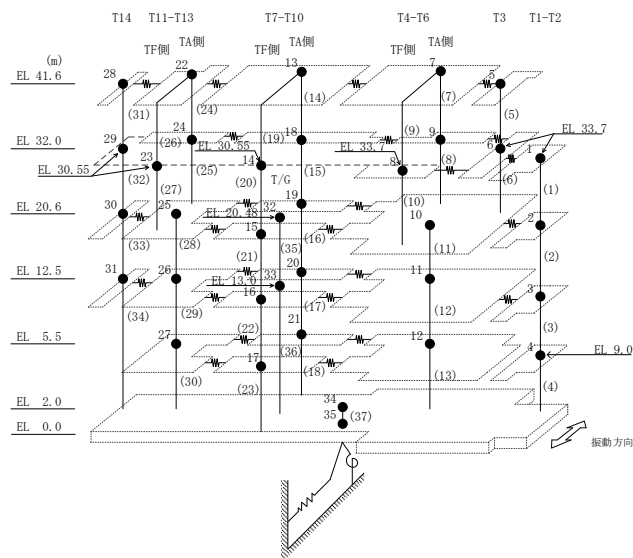 T14 T11-T13 T7-T10 T4-T6 T3 T1-T2
TF側 TA側 TF側 TA側 TF側 TA側
(m)
EL 41.6
28 22 13 7 5
(31) (24) (14) (7) (5)
EL 32.0
29 24 18 9 6 1
EL 33.7 EL 33.7
(26) EL 30.55 (19) (9)
23 14 8
EL 30.55
(32) (25) (20) (15) (8) (6) (1)
T/G
(27) (10)
EL 20.6
30 25 EL 20.48 32 19 10 2
15
(33) (28) (35) (16) (11) (2)
(21)
EL 12.5
31 26 EL 13.0 33 20 11 3
16
(34) (29) (17) (12) (3)
EL 5.5
27 (22) 21 12 4 EL 9.0
(36)
17
(30) (23) (18) (13) (4)
EL 2.0
34
35 (37)
EL 0.0
振動方向